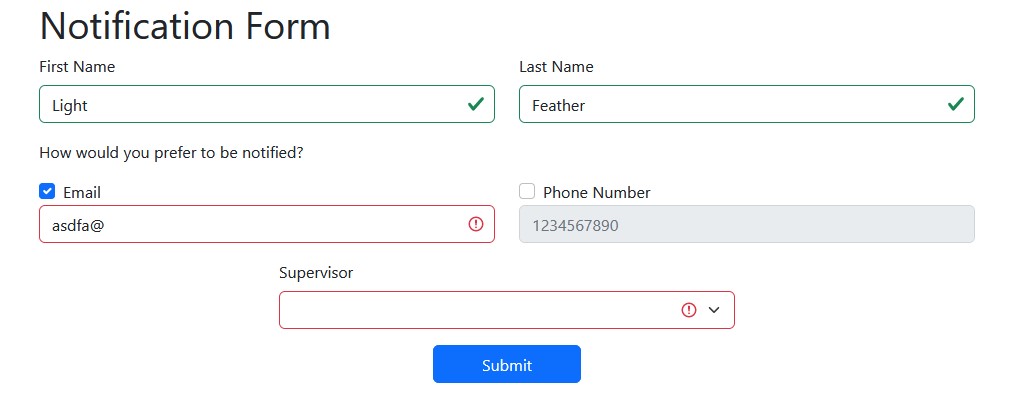 Notification Form
First Name Last Name
Light Feather
How would you prefer to be notified?
Email Phone Number
asdfa@ 1234567890
Supervisor
Submit